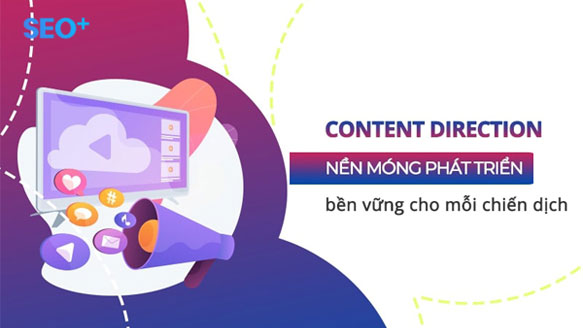 SEO+
CONTENT DIRECTION
NỀN MÓNG PHÁT TRIỂN
bền vững cho mỗi chiến dịch